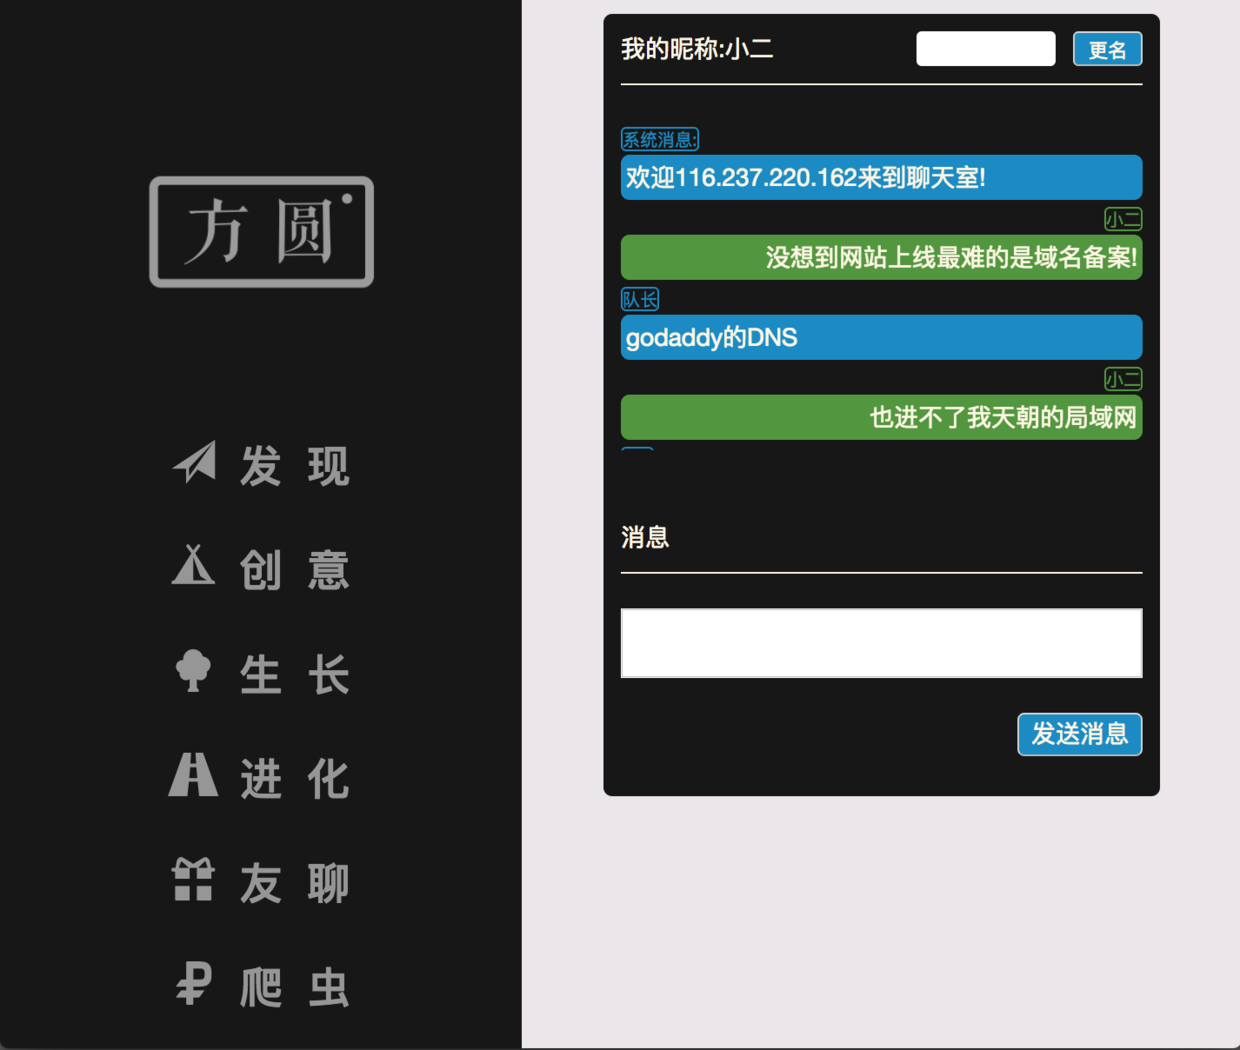 方圆
发现
创意
生长
进化
友聊
爬虫
我的昵称:小二
更名
系统消息:
欢迎116.237.220.162来到聊天室!
小二
没想到网站上线最难的是域名备案!
队长
godaddy的DNS
小二
也进不了我天朝的局域网
消息
发送消息